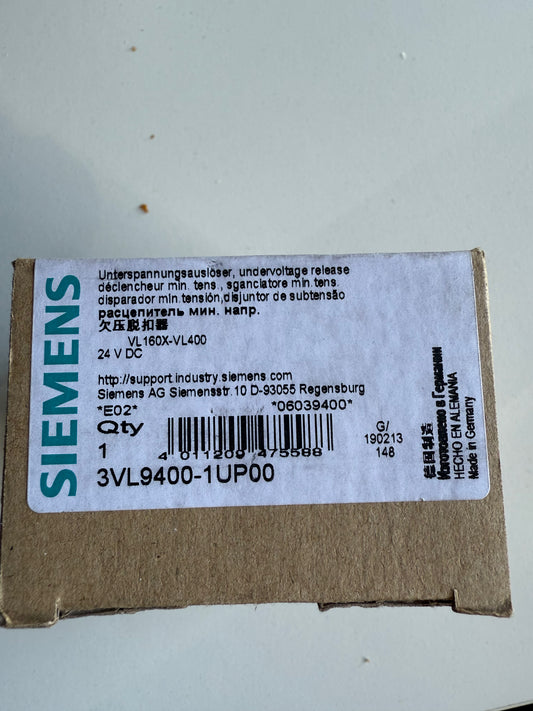 SIEMENS
Unterspannungsauslöser, undervoltage release
déclencheur min. tens., sganciatore min. tens.
disparador min.tensión,disjuntor de subtensão
расцепитель мин. напр.
欠压脱扣器
VL160X-VL400
24 V DC
http://support.industry.siemens.com
Siemens AG Siemensstr.10 D-93055 Regensburg
*E02*
*06039400*
Qty
1
4 011209 475588
G/
190213
148
3VL9400-1UP00
德国制造
Изготовлено в Германии
HECHO EN ALEMANIA
Made in Germany